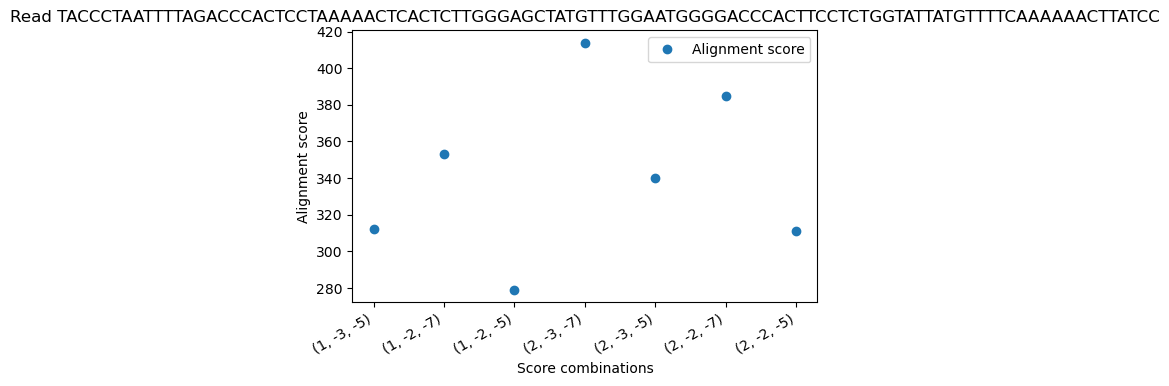 Read TACCCTAATTTTAGACCCACTCCTAAAAACTCACTCTTGGGAGCTATGTTTGGAATGGGGACCCACTTCCTCTGGTATTATGTTTTCAAAAAACTTATCC
Alignment score
420
400
380
360
340
320
300
280
Alignment score
(1, -3, -5)
(1, -2, -7)
(1, -2, -5)
(2, -3, -7)
(2, -3, -5)
(2, -2, -7)
(2, -2, -5)
Score combinations